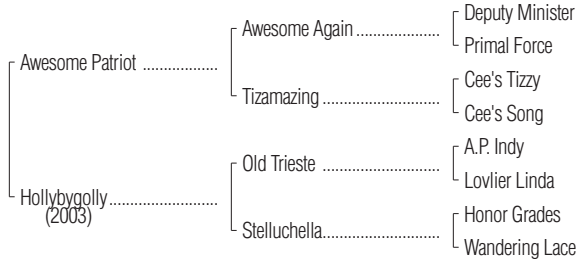 Deputy Minister
Awesome Again ...................
Primal Force
Awesome Patriot ...................
Cee's Tizzy
Tizamazing ...........................
Cee's Song
A.P. Indy
Old Trieste ...........................
Lovlier Linda
Hollybygolly...........................
(2003)
Honor Grades
Stelluchella...........................
Wandering Lace